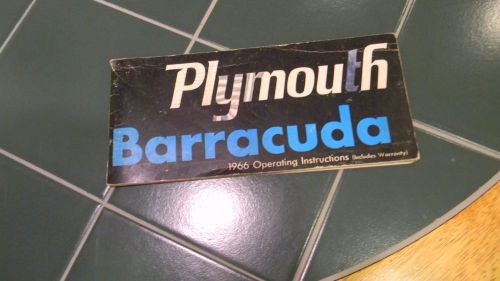 Plymouth
Barracuda
1966 Operating Instructions (Includes Warranty)